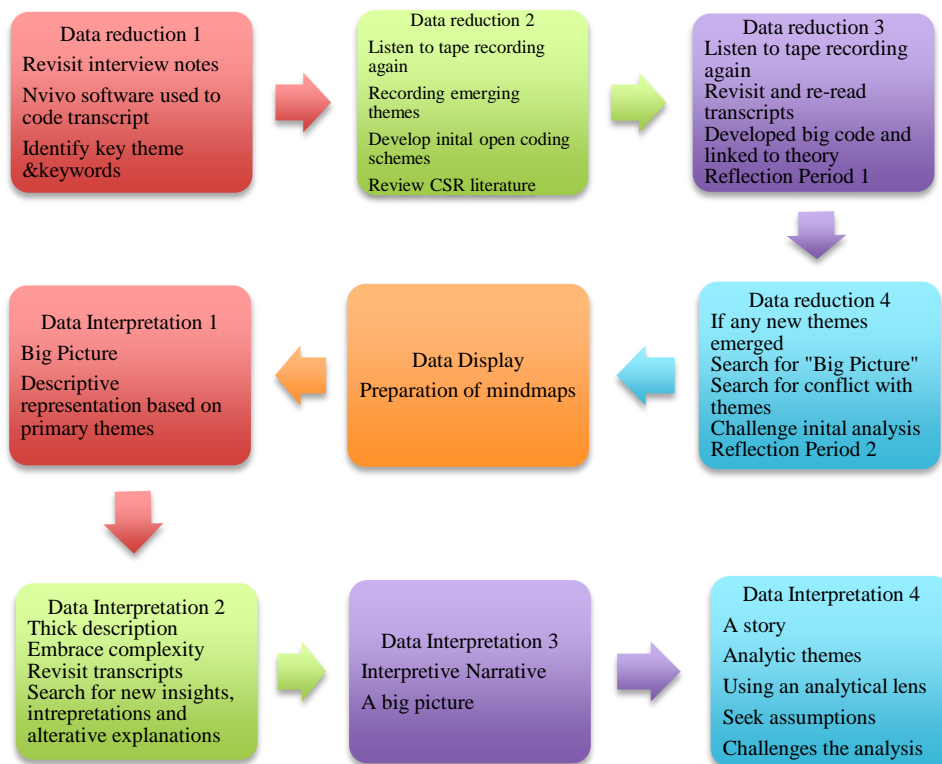 Data reduction 1
Revisit interview notes
Nvivo software used to
code transcript
Identify key theme
&keywords
Data reduction 2
Listen to tape recording
again
Recording emerging
themes
Develop inital open coding
schemes
Review CSR literature
Data reduction 3
Listen to tape recording
again
Revisit and re-read
transcripts
Developed big code and
linked to theory
Reflection Period 1
Data reduction 4
If any new themes
emerged
Search for "Big Picture"
Search for conflict with
themes
Challenge inital analysis
Reflection Period 2
Data Display
Preparation of mindmaps
Data Interpretation 1
Big Picture
Descriptive
representation based on
primary themes
Data Interpretation 2
Thick description
Embrace complexity
Revisit transcripts
Search for new insights,
intrepretations and
alterative explanations
Data Interpretation 3
Interpretive Narrative
A big picture
Data Interpretation 4
A story
Analytic themes
Using an analytical lens
Seek assumptions
Challenges the analysis